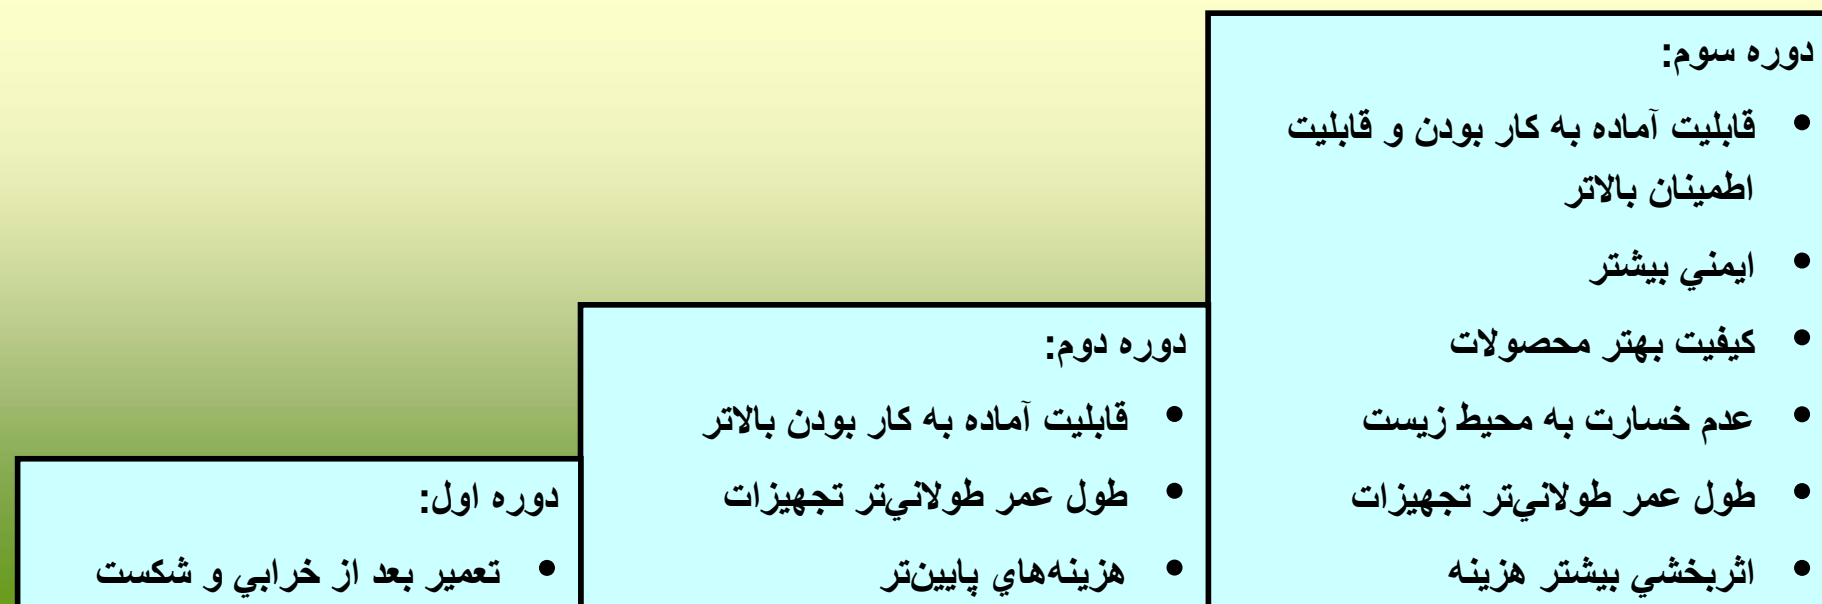 دوره سوم:
• قابليت آماده به کار بودن و قابليت
اطمينان بالاتر
• ايمني بيشتر
• کيفيت بهتر محصولات
• عدم خسارت به محيط زيست
• طول عمر طولاني‌تر تجهيزات
• اثربخشي بيشتر هزينه
دوره دوم:
• قابليت آماده به کار بودن بالاتر
• طول عمر طولاني‌تر تجهيزات
• هزينه‌هاي پايين‌تر
دوره اول:
• تعمير بعد از خرابي و شکست